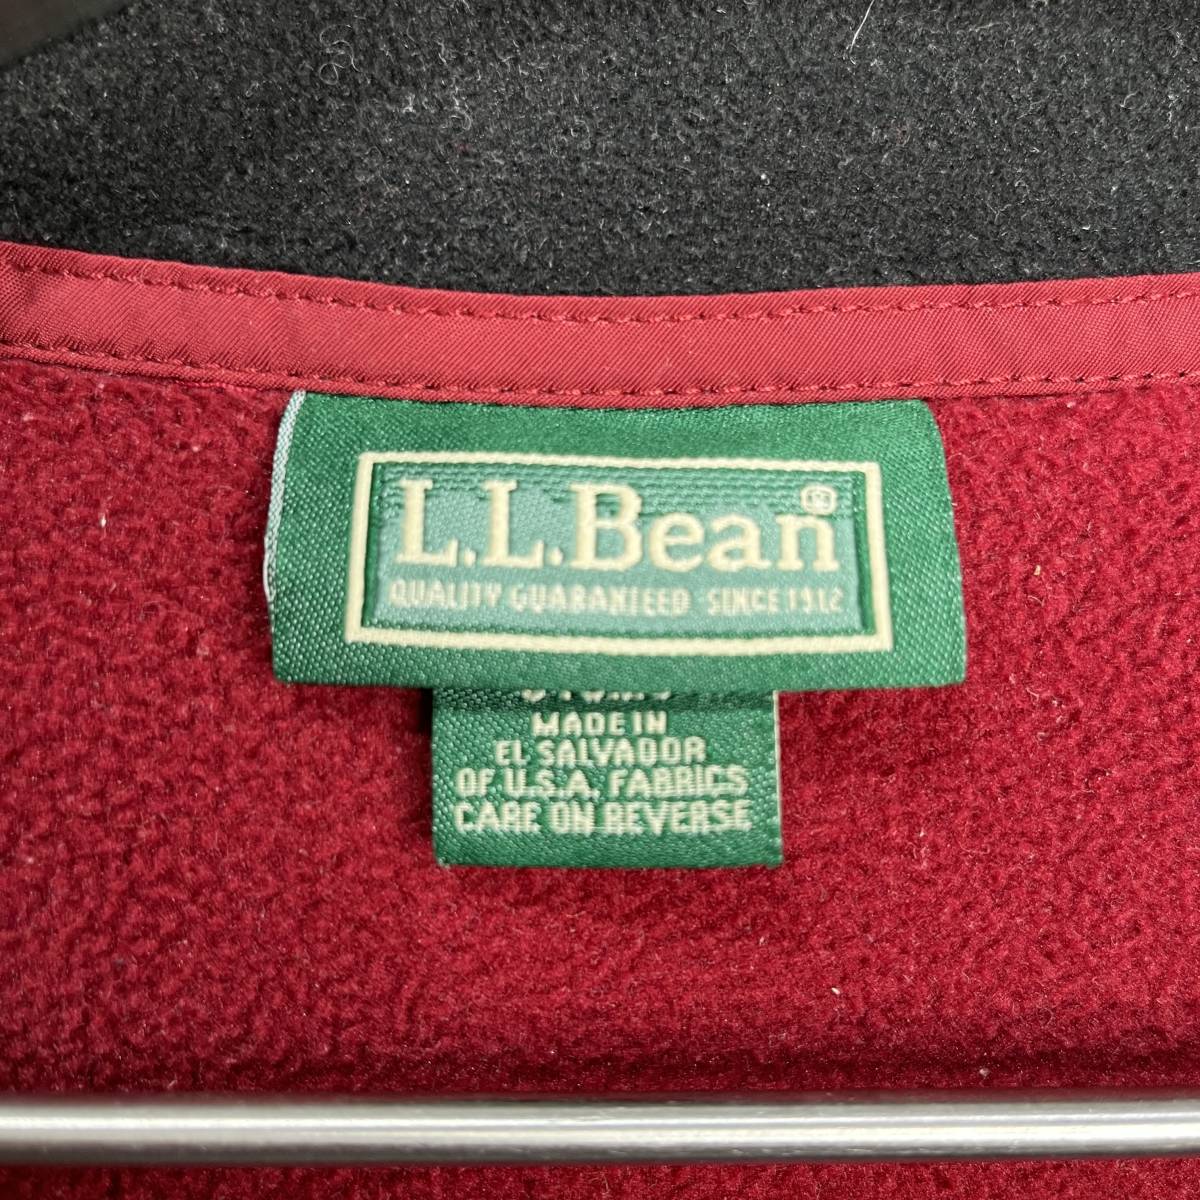 L.L.Bean®
QUALITY GUARANTEED SINCE 1912
MADE IN
EL SALVADOR
OF U.S.A. FABRICS
CARE ON REVERSE